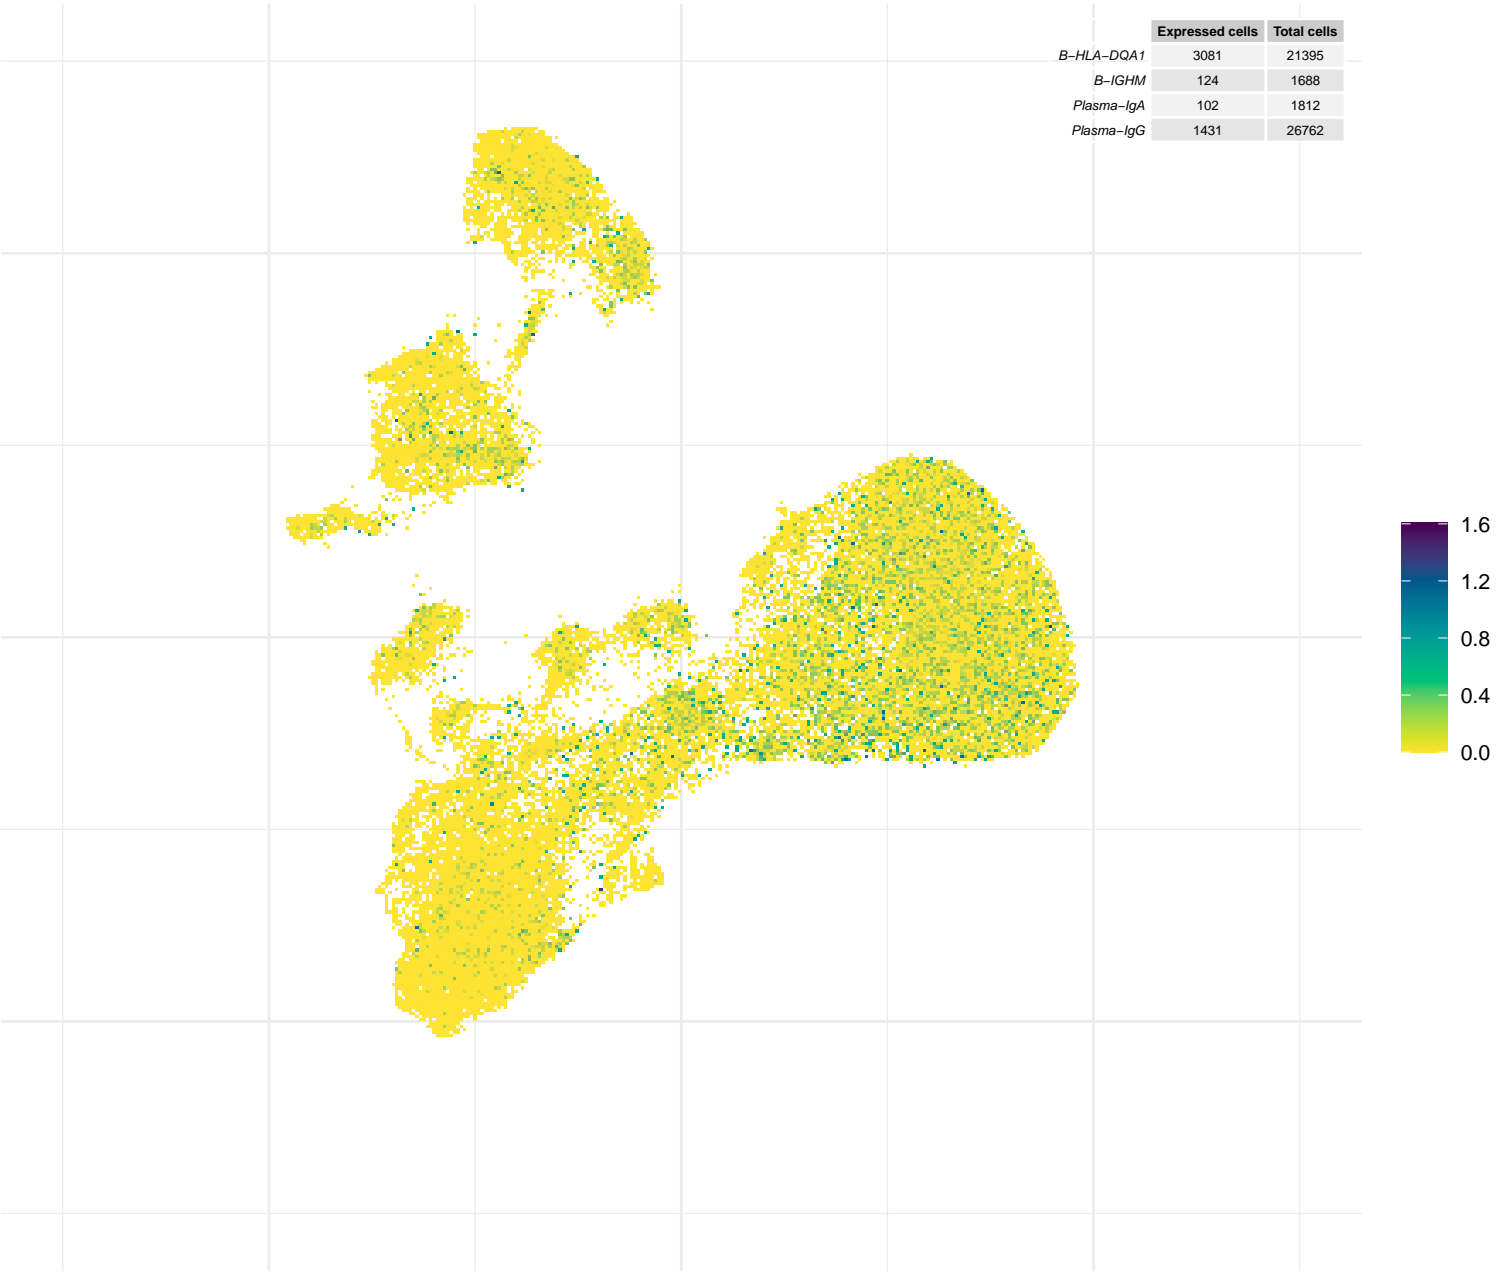 Expressed cells Total cells
B−HLA−DQA1 3081 21395
B−IGHM 124 1688
Plasma−IgA 102 1812
Plasma−IgG 1431 26762
1.6
1.2
0.8
0.4
0.0